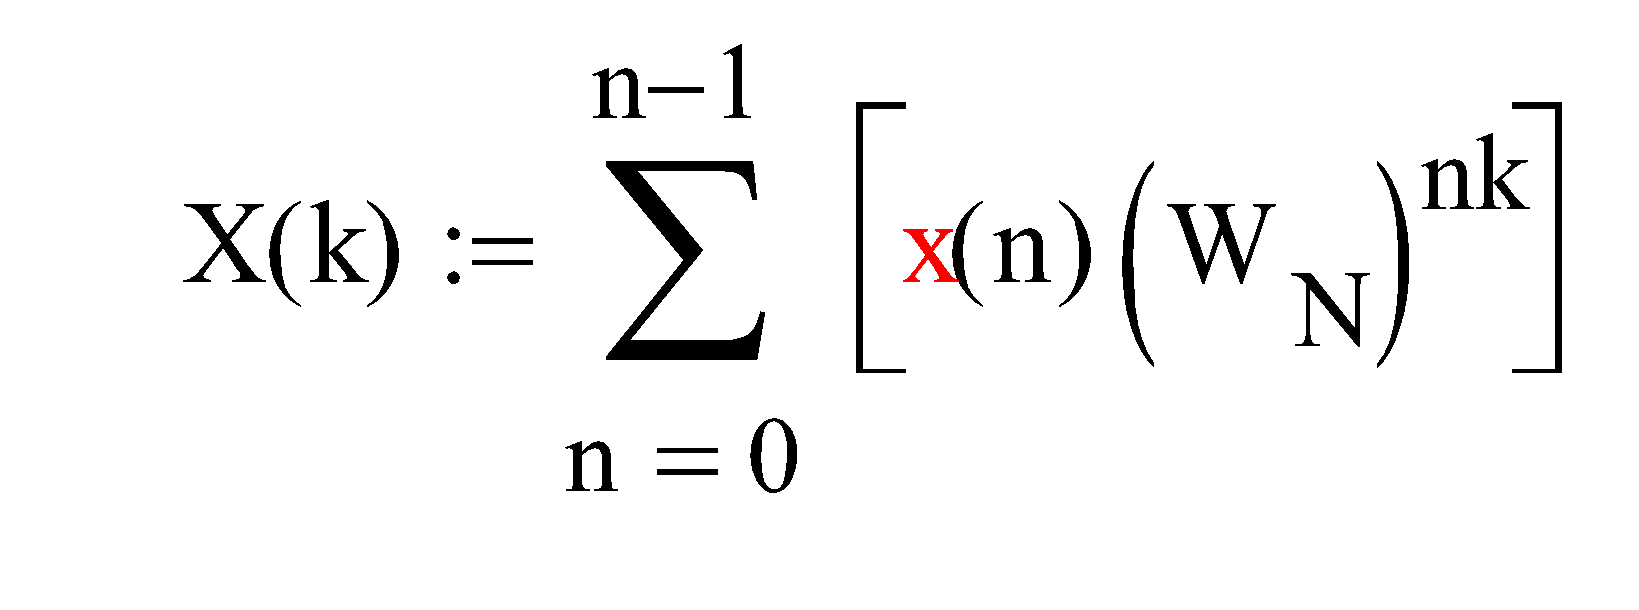 n−1
X(k) := ∑ [x(n)(W_N)^nk]
n = 0